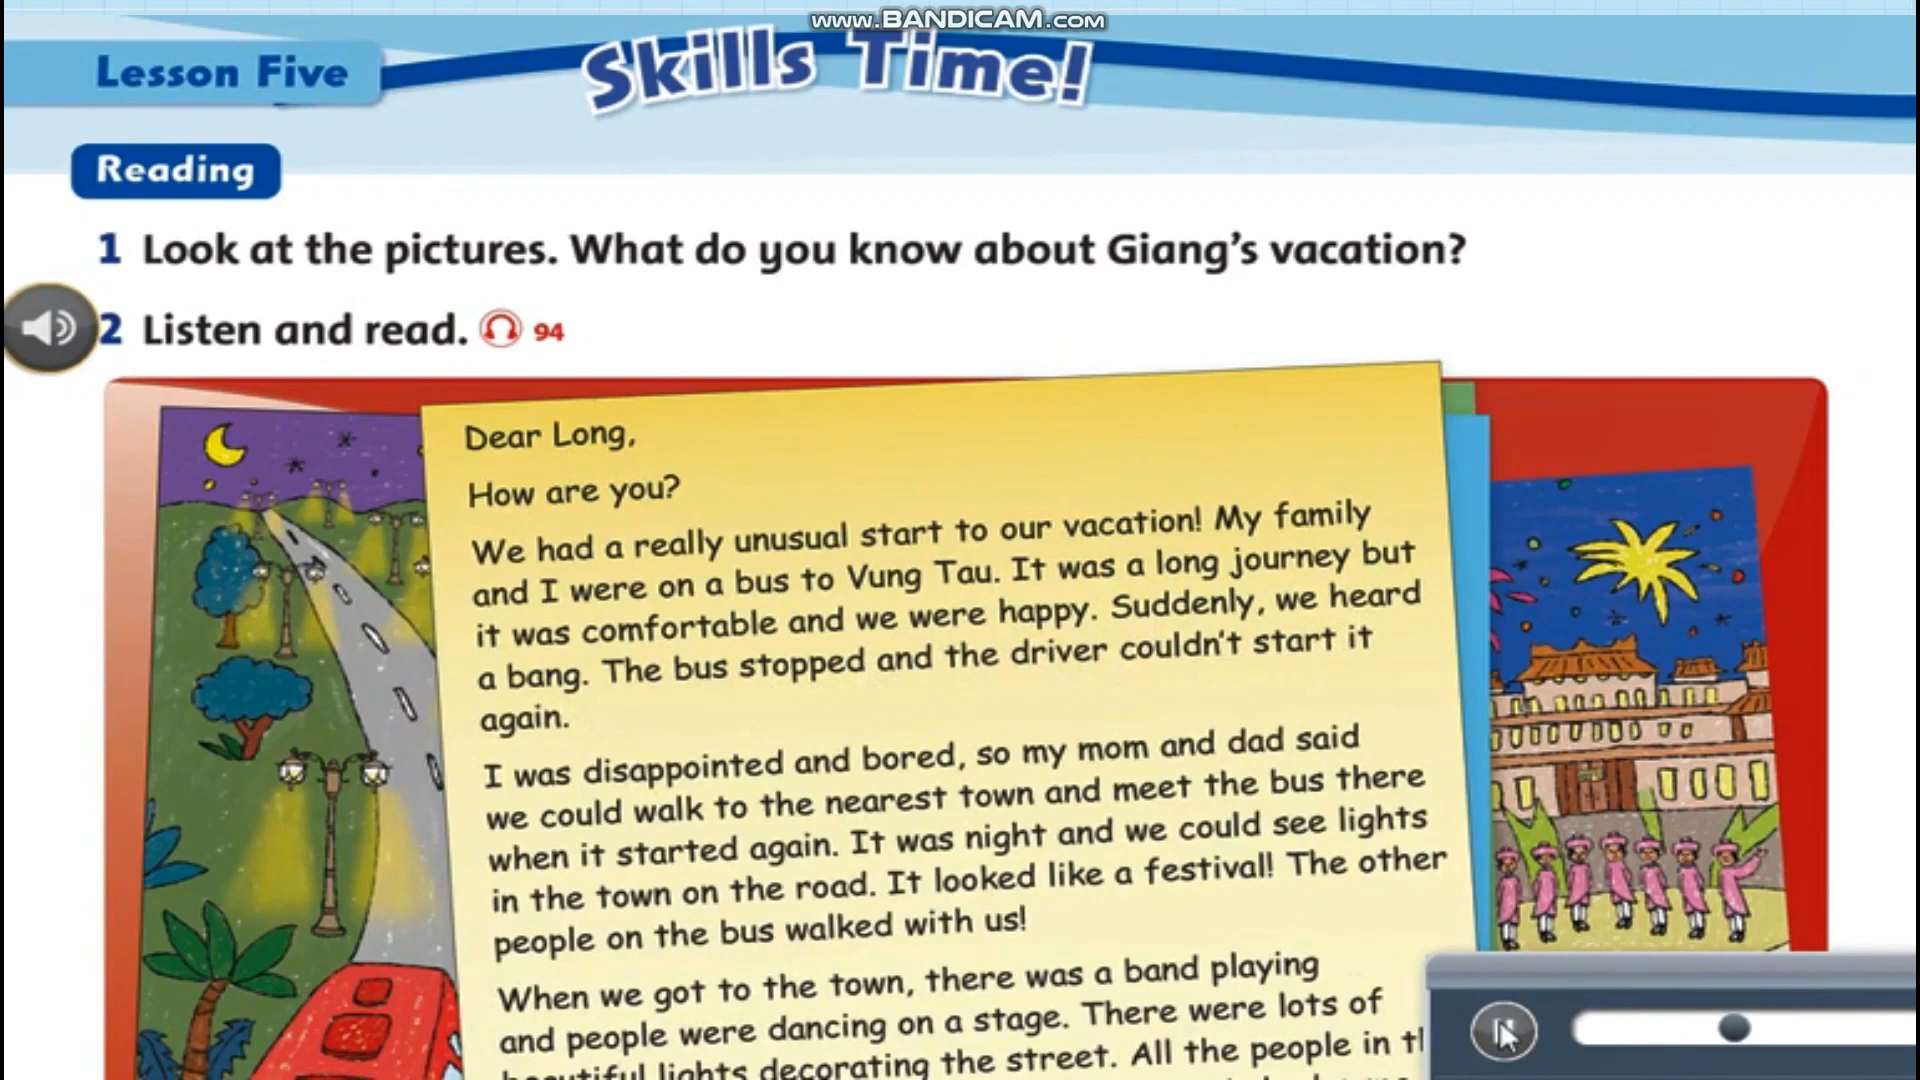 www.BANDICAM.com
Lesson Five
Skills Time!
Reading
1 Look at the pictures. What do you know about Giang's vacation?
2 Listen and read. 94
Dear Long,
How are you?
We had a really unusual start to our vacation! My family
and I were on a bus to Vung Tau. It was a long journey but
it was comfortable and we were happy. Suddenly, we heard
a bang. The bus stopped and the driver couldn't start it
again.
I was disappointed and bored, so my mom and dad said
we could walk to the nearest town and meet the bus there
when it started again. It was night and we could see lights
in the town on the road. It looked like a festival! The other
people on the bus walked with us!
When we got to the town, there was a band playing
and people were dancing on a stage. There were lots of
beautiful lights decorating the street. All the people in